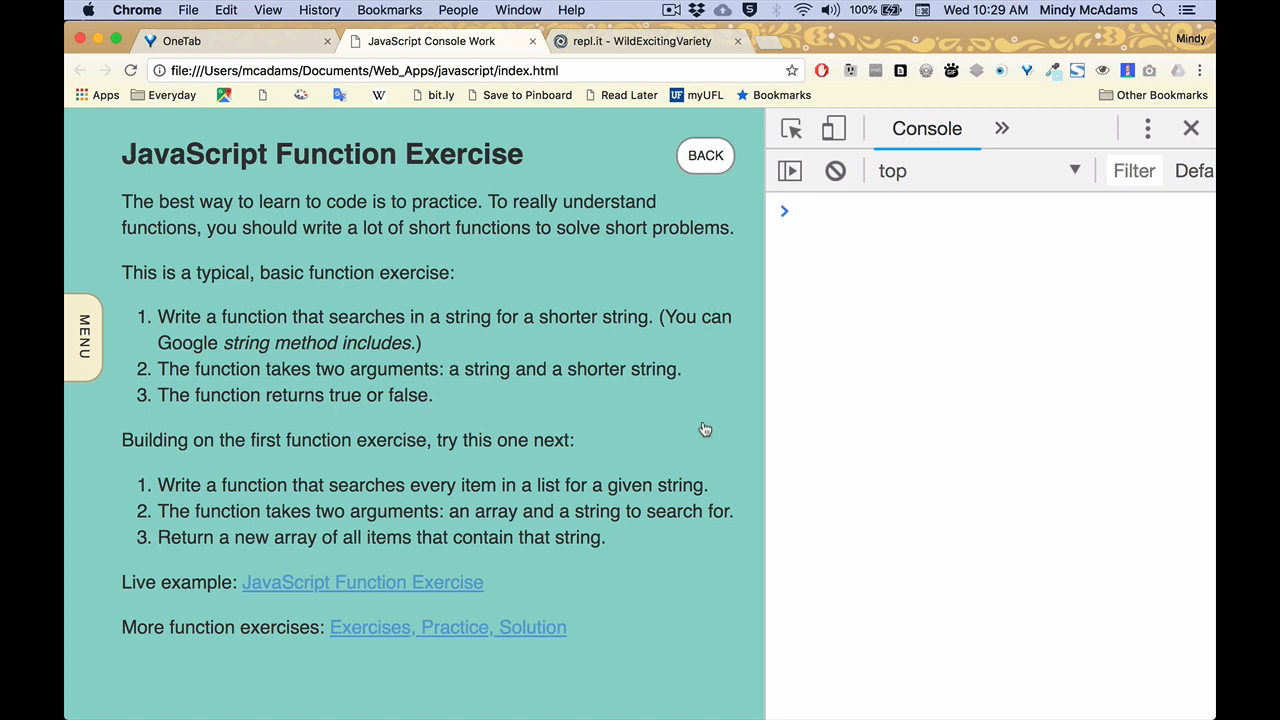 Chrome File Edit View History Bookmarks People Window Help 100% Wed 10:29 AM Mindy McAdams
OneTab JavaScript Console Work repl.it - WildExcitingVariety Mindy
file:///Users/mcadams/Documents/Web_Apps/javascript/index.html
Apps Everyday W bit.ly Save to Pinboard Read Later UF myUFL Bookmarks Other Bookmarks
JavaScript Function Exercise
BACK
The best way to learn to code is to practice. To really understand
functions, you should write a lot of short functions to solve short problems.
This is a typical, basic function exercise:
1. Write a function that searches in a string for a shorter string. (You can
Google string method includes.)
2. The function takes two arguments: a string and a shorter string.
3. The function returns true or false.
MENU
Building on the first function exercise, try this one next:
1. Write a function that searches every item in a list for a given string.
2. The function takes two arguments: an array and a string to search for.
3. Return a new array of all items that contain that string.
Live example: JavaScript Function Exercise
More function exercises: Exercises, Practice, Solution
Console
top Filter Defa